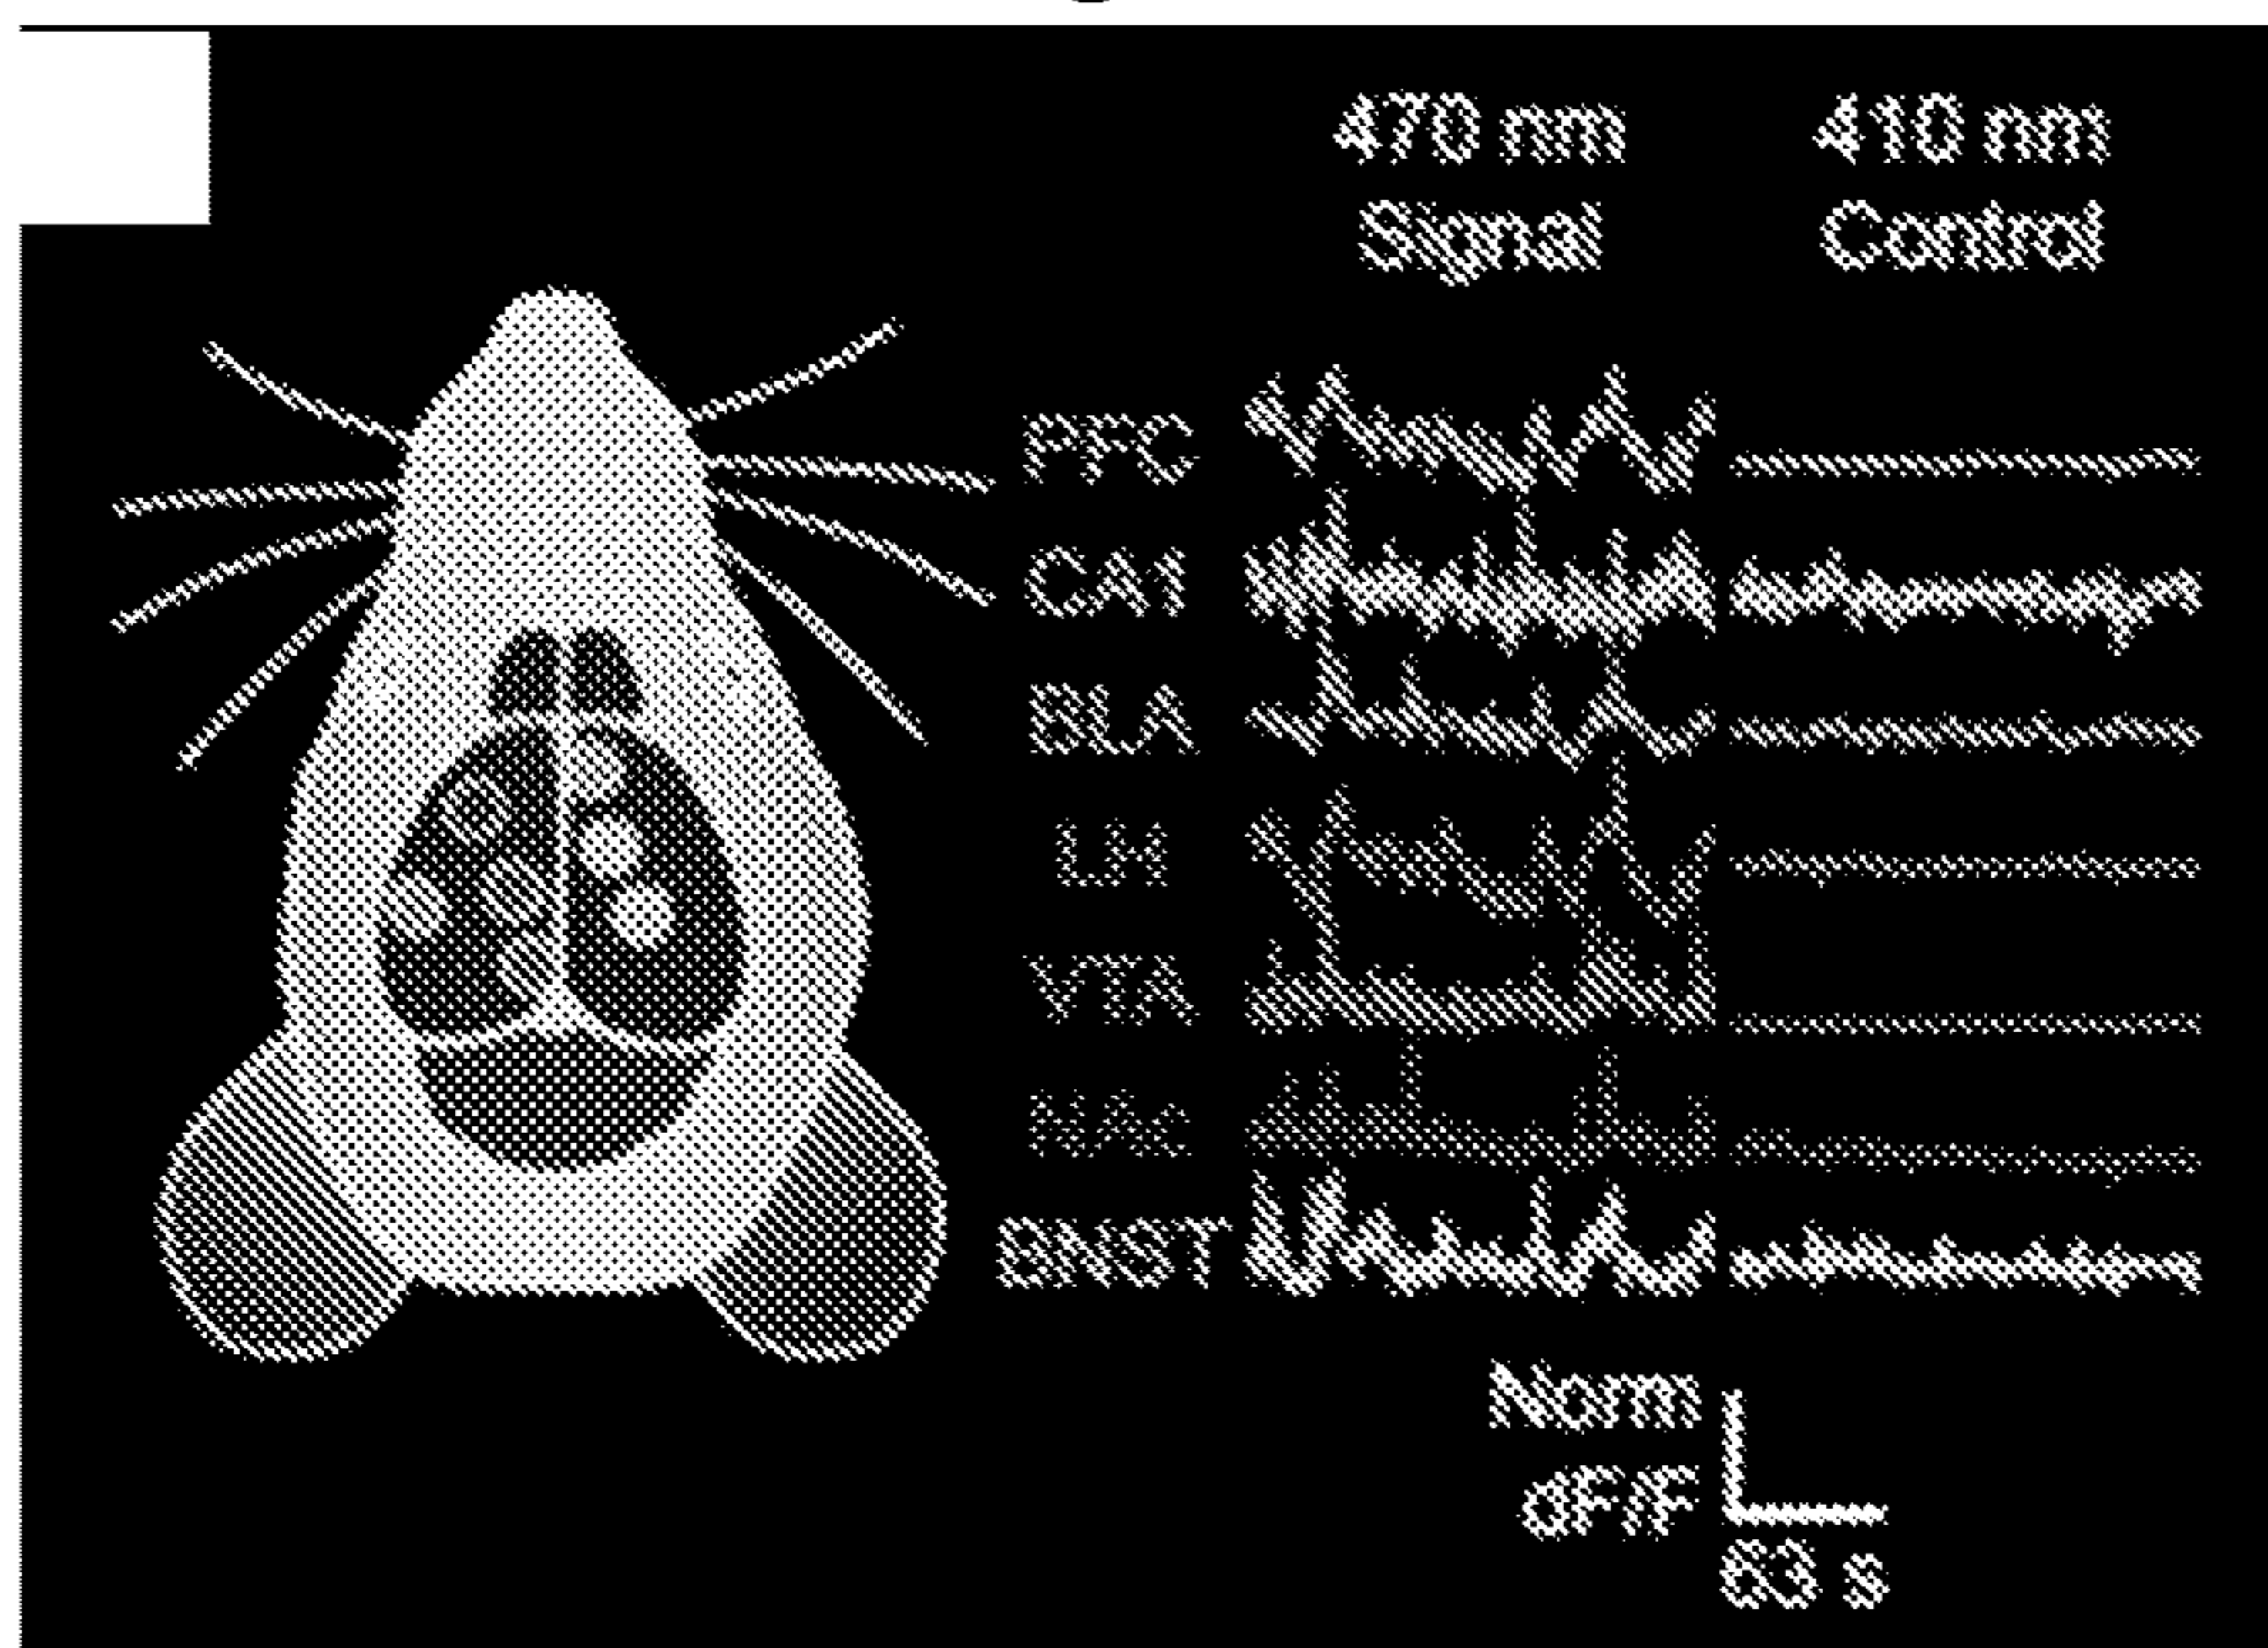 470 nm 410 nm
Signal Control
PFC
CA1
BLA
LH
VTA
NAc
BNST
Norm
dF/F
63 s